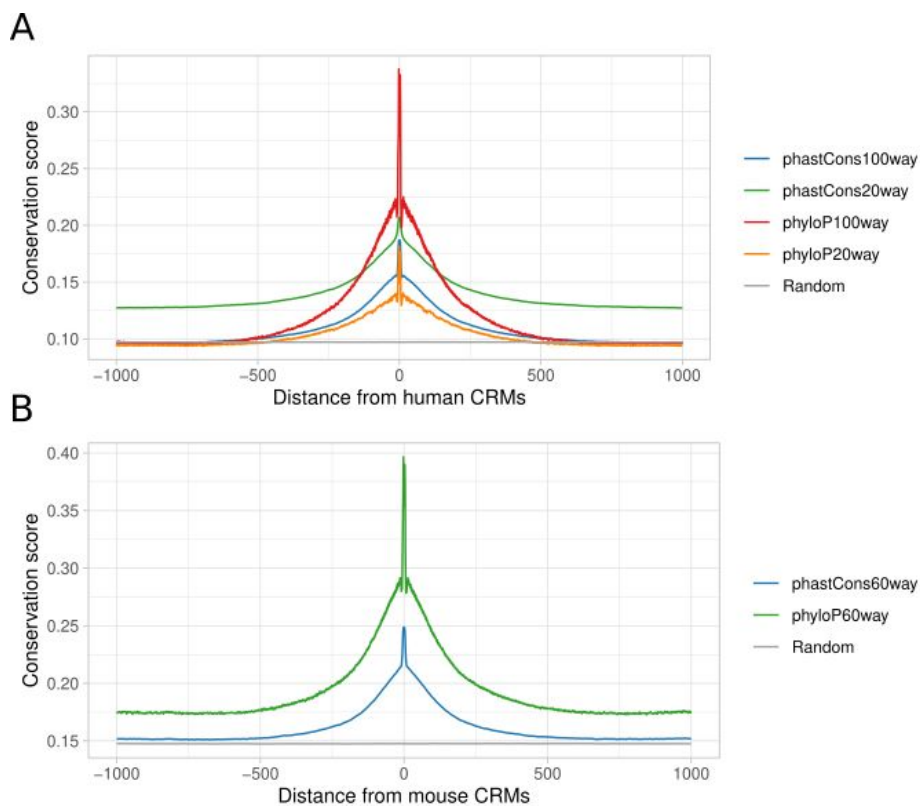 A
Conservation score
0.30
0.25
0.20
0.15
0.10
−1000
−500
0
500
1000
Distance from human CRMs
phastCons100way
phastCons20way
phyloP100way
phyloP20way
Random
B
Conservation score
0.40
0.35
0.30
0.25
0.20
0.15
−1000
−500
0
500
1000
Distance from mouse CRMs
phastCons60way
phyloP60way
Random